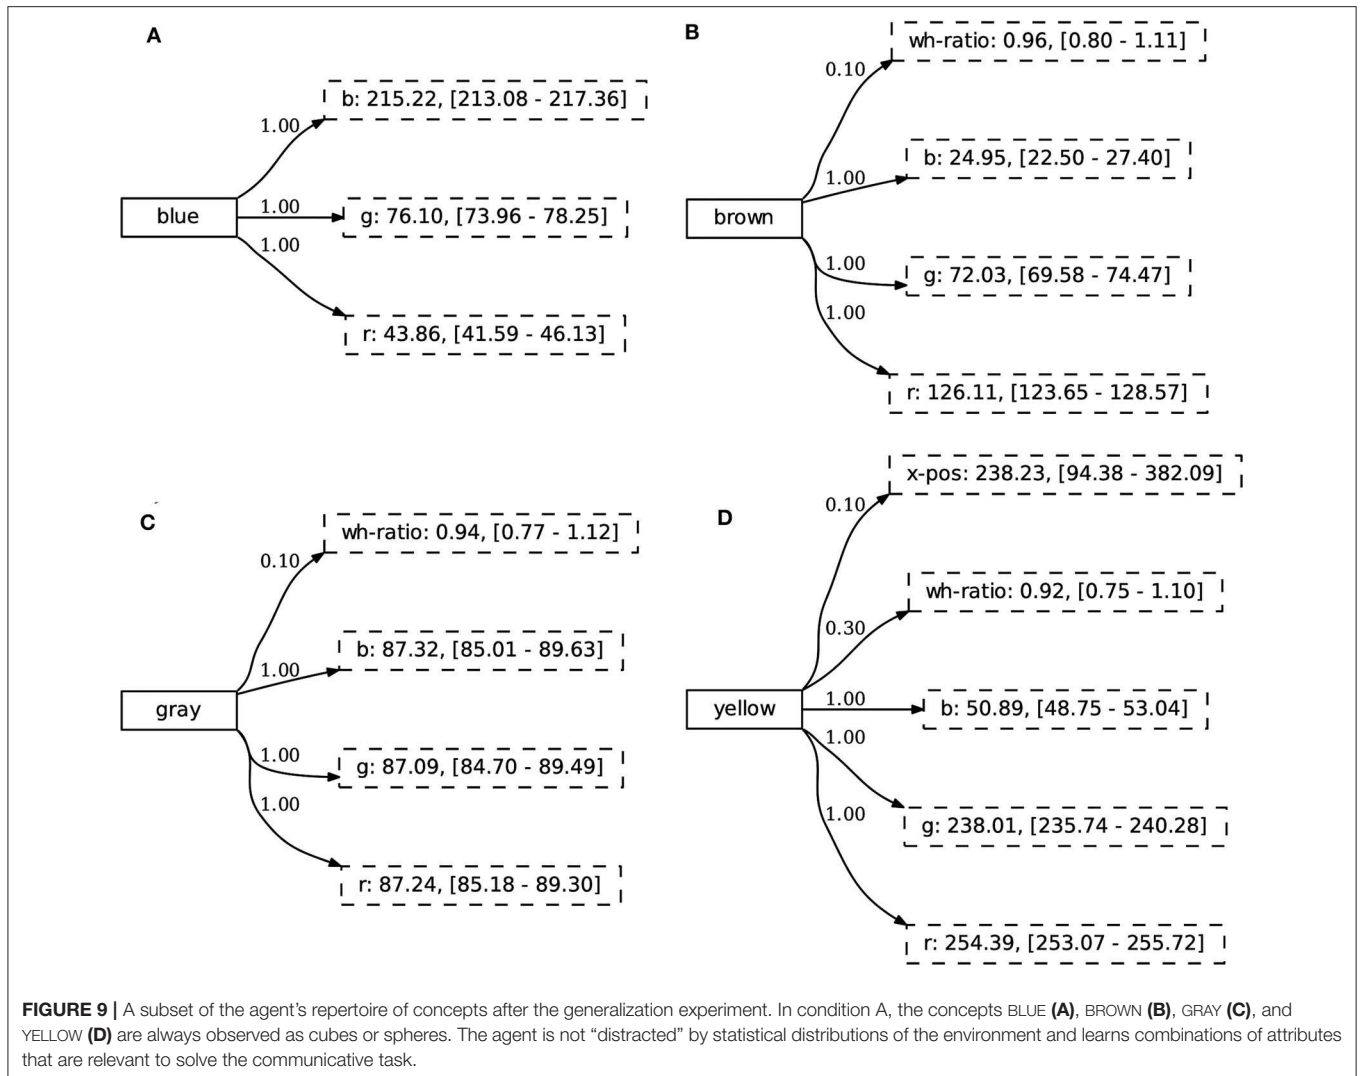 A
blue
1.00
b: 215.22, [213.08 - 217.36]
1.00
g: 76.10, [73.96 - 78.25]
1.00
r: 43.86, [41.59 - 46.13]
B
brown
0.10
wh-ratio: 0.96, [0.80 - 1.11]
1.00
b: 24.95, [22.50 - 27.40]
1.00
g: 72.03, [69.58 - 74.47]
1.00
r: 126.11, [123.65 - 128.57]
C
gray
0.10
wh-ratio: 0.94, [0.77 - 1.12]
1.00
b: 87.32, [85.01 - 89.63]
1.00
g: 87.09, [84.70 - 89.49]
1.00
r: 87.24, [85.18 - 89.30]
D
yellow
0.10
x-pos: 238.23, [94.38 - 382.09]
0.30
wh-ratio: 0.92, [0.75 - 1.10]
1.00
b: 50.89, [48.75 - 53.04]
1.00
g: 238.01, [235.74 - 240.28]
1.00
r: 254.39, [253.07 - 255.72]
FIGURE 9 | A subset of the agent's repertoire of concepts after the generalization experiment. In condition A, the concepts BLUE (A), BROWN (B), GRAY (C), and
YELLOW (D) are always observed as cubes or spheres. The agent is not “distracted” by statistical distributions of the environment and learns combinations of attributes
that are relevant to solve the communicative task.